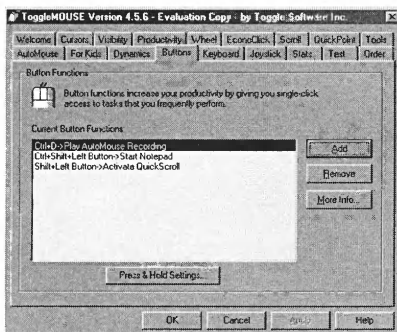 ToggleMOUSE Version 4.5.6 - Evaluation Copy - by Toggle Software Inc.
Welcome Cursors Visibility Productivity Wheel EconoClick Scroll QuickPoint Tools
AutoMouse For Kids Dynamics Buttons Keyboard Joystick Stats Test Order
Button Functions
Button functions increase your productivity by giving you single-click
access to tasks that you frequently perform.
Current Button Functions
Ctrl+D->Play AutoMouse Recording
Ctrl+Shift+Left Button->Start Notepad
Shift+Left Button->Activate QuickScroll
Add
Remove
More Info...
Press & Hold Settings...
OK Cancel Apply Help